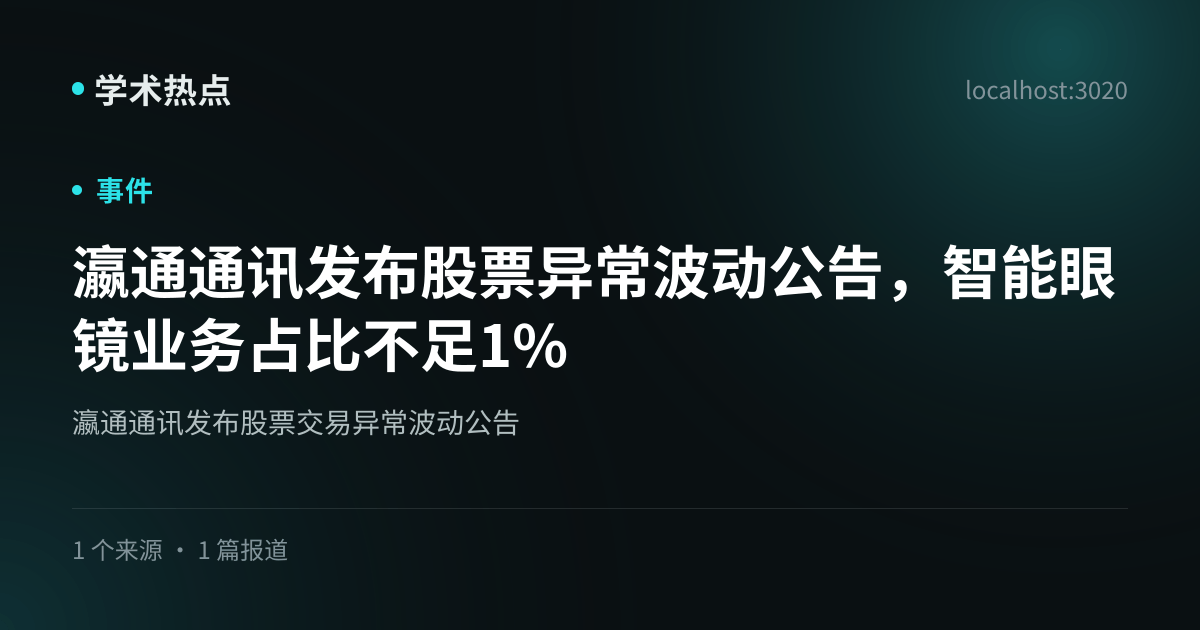 学术热点
localhost:3020
事件
瀛通通讯发布股票异常波动公告，智能眼
镜业务占比不足1%
瀛通通讯发布股票交易异常波动公告
1 个来源 · 1 篇报道